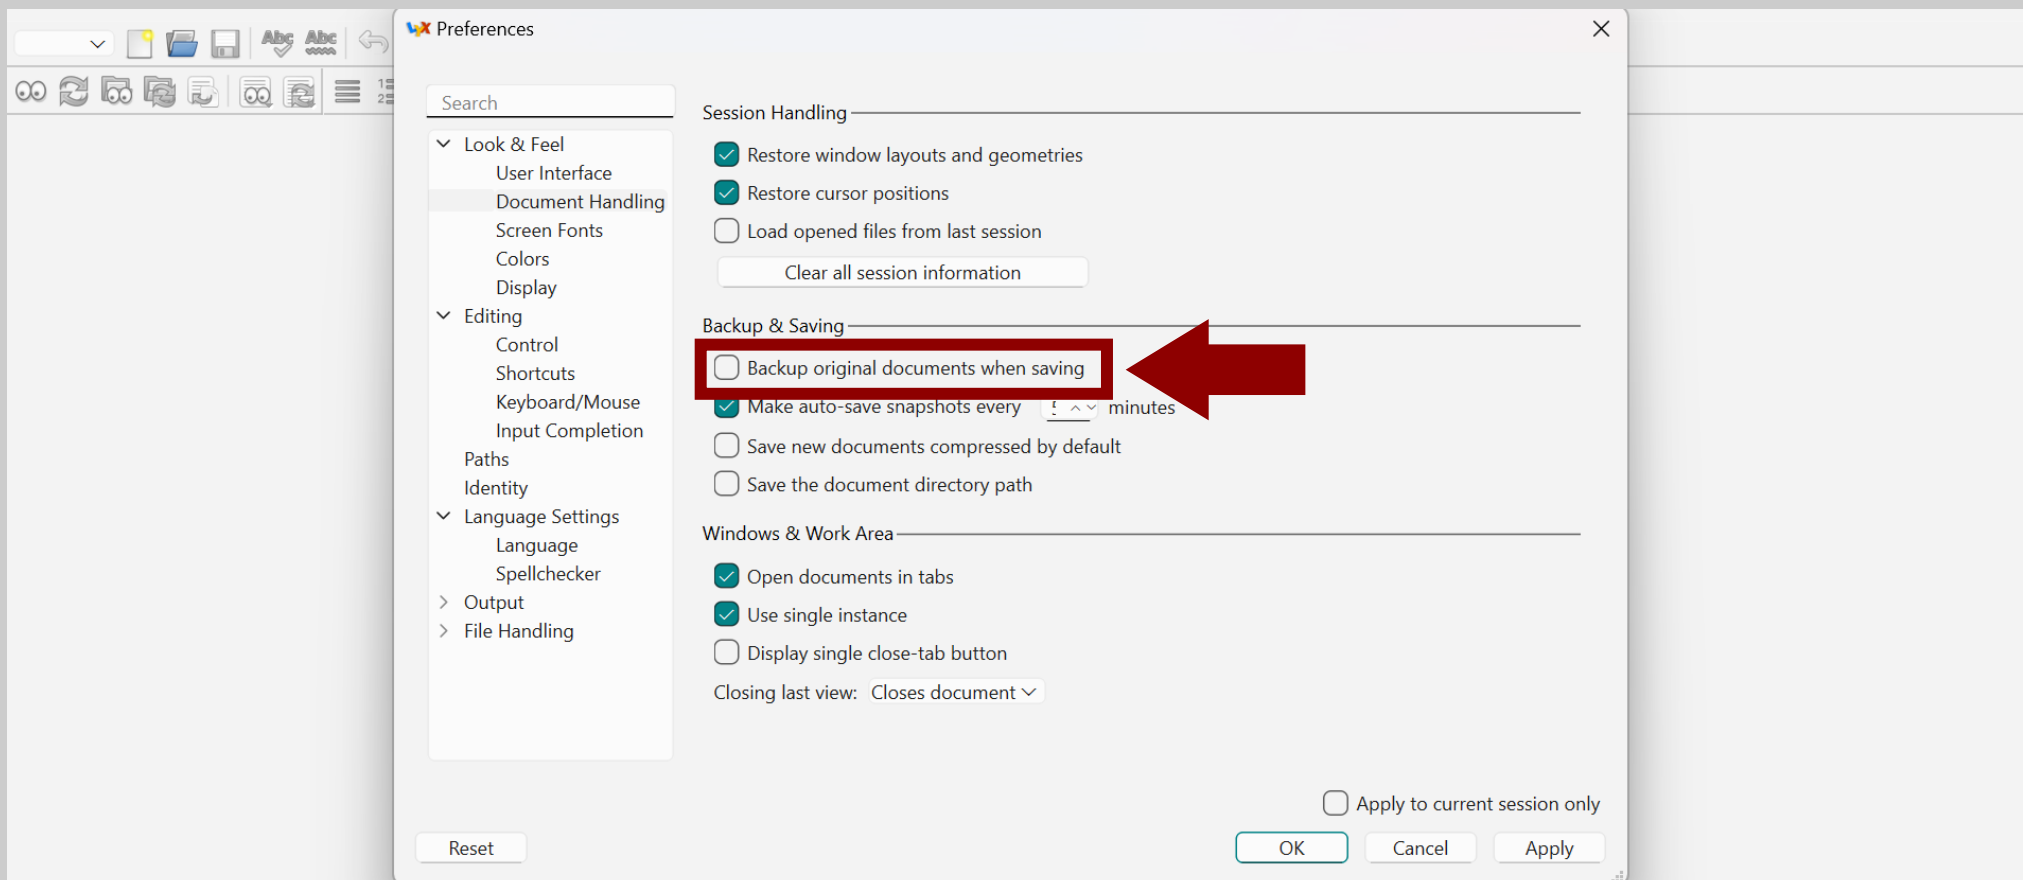 Preferences
Abc Abc
Search
Look & Feel
User Interface
Document Handling
Screen Fonts
Colors
Display
Editing
Control
Shortcuts
Keyboard/Mouse
Input Completion
Paths
Identity
Language Settings
Language
Spellchecker
Output
File Handling
Session Handling
Restore window layouts and geometries
Restore cursor positions
Load opened files from last session
Clear all session information
Backup & Saving
Backup original documents when saving
Make auto-save snapshots every minutes
Save new documents compressed by default
Save the document directory path
Windows & Work Area
Open documents in tabs
Use single instance
Display single close-tab button
Closing last view: Closes document
Apply to current session only
Reset OK Cancel Apply